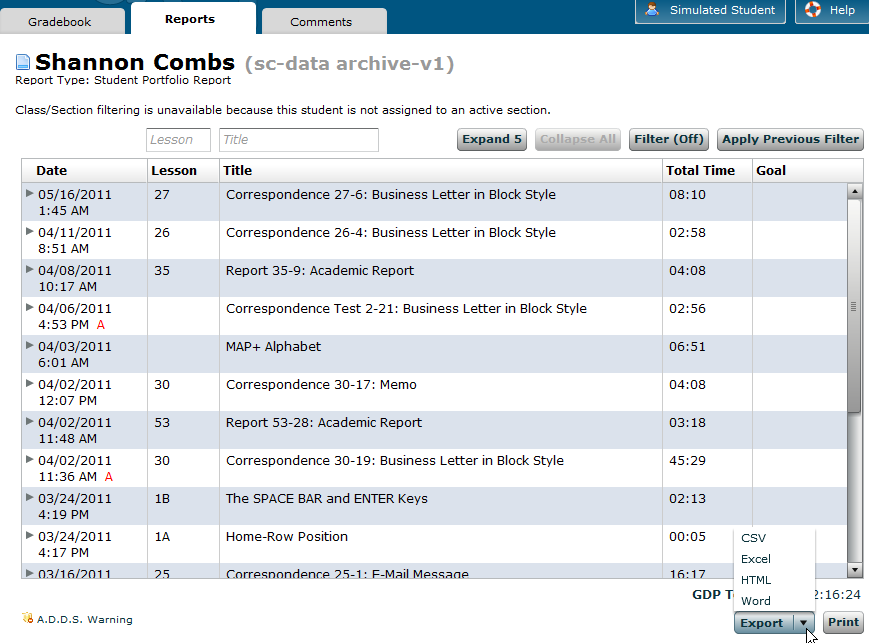 Gradebook
Reports
Comments
Simulated Student
Help
Shannon Combs (sc-data archive-v1)
Report Type: Student Portfolio Report
Class/Section filtering is unavailable because this student is not assigned to an active section.
Lesson Title Expand 5 Collapse All Filter (Off) Apply Previous Filter
Date Lesson Title Total Time Goal
05/16/2011 27 Correspondence 27-6: Business Letter in Block Style 08:10
1:45 AM
04/11/2011 26 Correspondence 26-4: Business Letter in Block Style 02:58
8:51 AM
04/08/2011 35 Report 35-9: Academic Report 04:08
10:17 AM
04/06/2011 Correspondence Test 2-21: Business Letter in Block Style 02:56
4:53 PM A
04/03/2011 MAP+ Alphabet 06:51
6:01 AM
04/02/2011 30 Correspondence 30-17: Memo 04:08
12:07 PM
04/02/2011 53 Report 53-28: Academic Report 03:18
11:48 AM
04/02/2011 30 Correspondence 30-19: Business Letter in Block Style 45:29
11:36 AM A
03/24/2011 1B The SPACE BAR and ENTER Keys 02:13
4:19 PM
03/24/2011 1A Home-Row Position 00:05
4:17 PM
03/16/2011 25 Correspondence 25-1: E-Mail Message 16:17
CSV
Excel
HTML
Word
GDP T 2:16:24
A.D.D.S. Warning
Export
Print